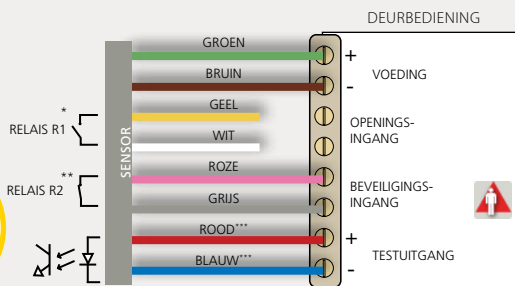 DEURBEDIENING
GROEN
+
VOEDING
BRUIN
-
GEEL
*
RELAIS R1
OPENINGS-
INGANG
WIT
SENSOR
ROZE
**
RELAIS R2
BEVEILIGINGS-
INGANG
GRIJS
ROOD***
+
TESTUITGANG
BLAUW***
-